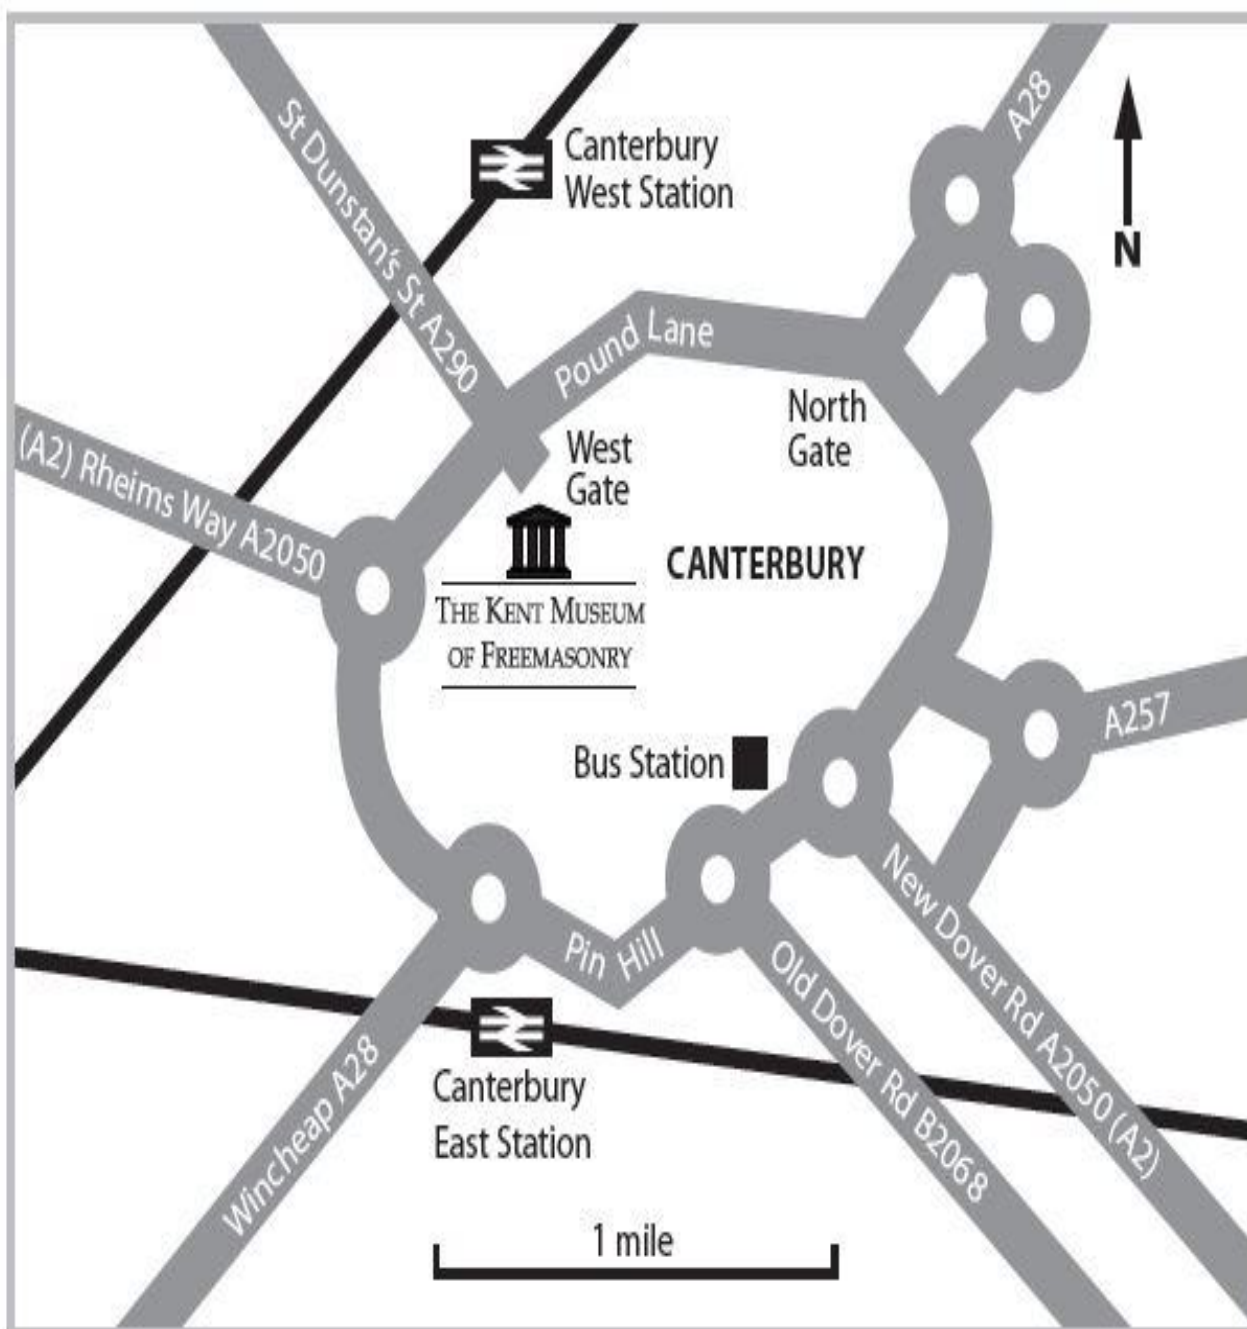 St Dunstan's St A290
Canterbury
West Station
A28
N
Pound Lane
(A2) Rheims Way A2050
West
Gate
North
Gate
CANTERBURY
THE KENT MUSEUM
OF FREEMASONRY
A257
Bus Station
New Dover Rd A2050 (A2)
Pin Hill
Old Dover Rd B2068
Wincheap A28
Canterbury
East Station
1 mile